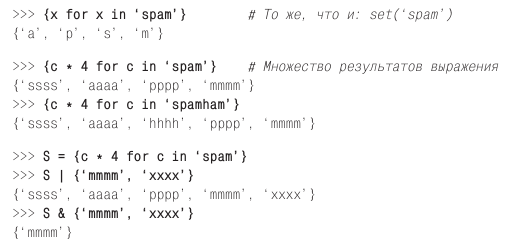 >>> {x for x in ‘spam’}        # То же, что и: set(‘spam’)
{‘a’, ‘p’, ‘s’, ‘m’}
>>> {c * 4 for c in ‘spam’}    # Множество результатов выражения
{‘ssss’, ‘aaaa’, ‘pppp’, ‘mmmm’}
>>> {c * 4 for c in ‘spamham’}
{‘ssss’, ‘aaaa’, ‘hhhh’, ‘pppp’, ‘mmmm’}
>>> S = {c * 4 for c in ‘spam’}
>>> S | {‘mmmm’, ‘xxxx’}
{‘ssss’, ‘aaaa’, ‘pppp’, ‘mmmm’, ‘xxxx’}
>>> S & {‘mmmm’, ‘xxxx’}
{‘mmmm’}